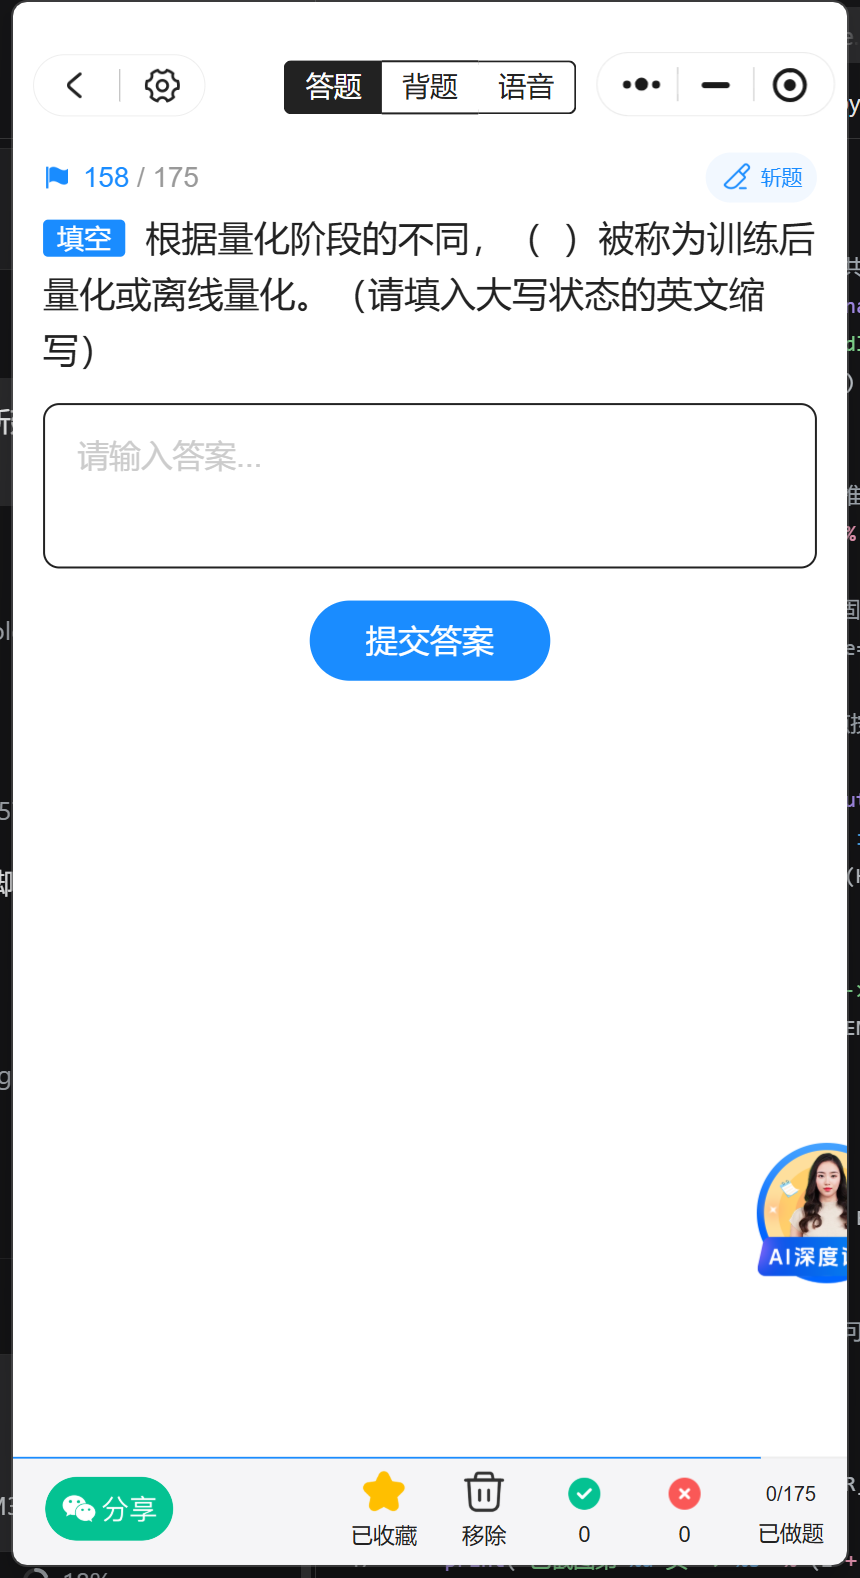 答题 背题 语音
158 / 175
斩题
填空 根据量化阶段的不同，（ ）被称为训练后
量化或离线量化。（请填入大写状态的英文缩
写）
请输入答案...
提交答案
AI深度
分享
已收藏
移除
0
0
0/175
已做题